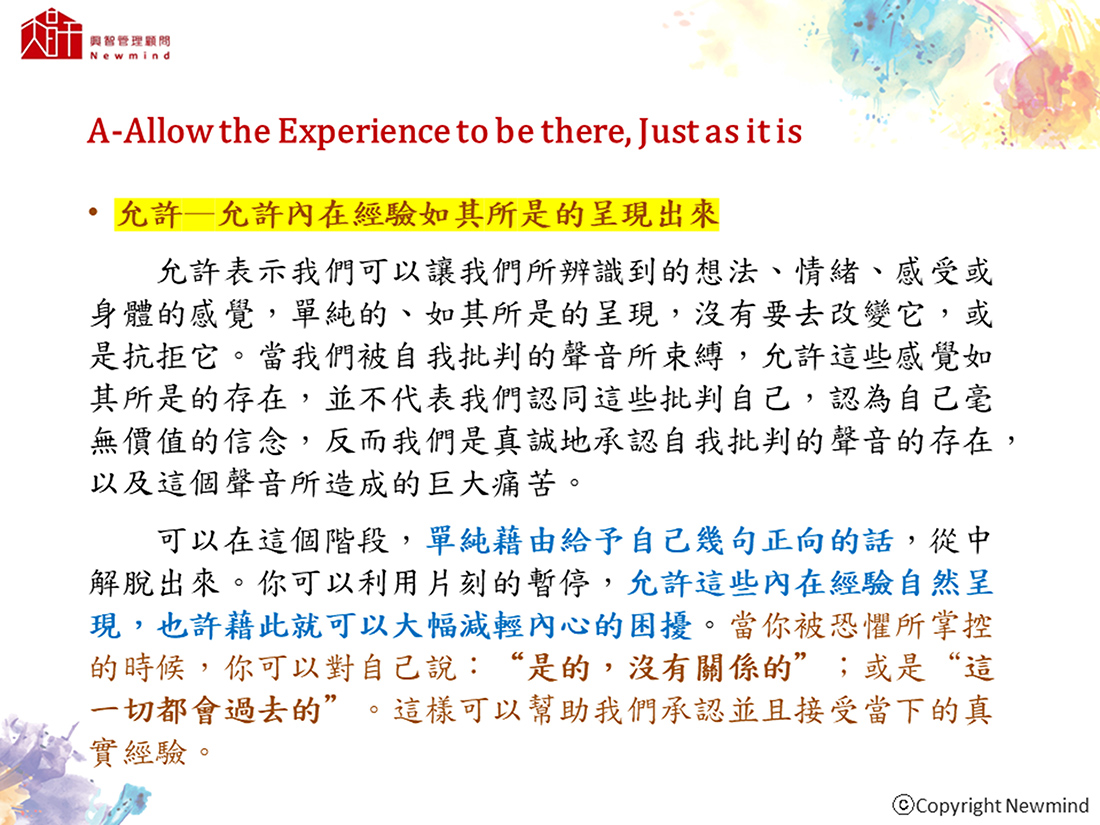 興智管理顧問
Newmind
A-Allow the Experience to be there, Just as it is
• 允許—允許內在經驗如其所是的呈現出來
允許表示我們可以讓我們所辨識到的想法、情緒、感受或
身體的感覺，單純的、如其所是的呈現，沒有要去改變它，或
是抗拒它。當我們被自我批判的聲音所束縛，允許這些感覺如
其所是的存在，並不代表我們認同這些批判自己，認為自己毫
無價值的信念，反而我們是真誠地承認自我批判的聲音的存在，
以及這個聲音所造成的巨大痛苦。
可以在這個階段，單純藉由給予自己幾句正向的話，從中
解脫出來。你可以利用片刻的暫停，允許這些內在經驗自然呈
現，也許藉此就可以大幅減輕內心的困擾。當你被恐懼所掌控
的時候，你可以對自己說：“是的，沒有關係的”；或是“這
一切都會過去的”。這樣可以幫助我們承認並且接受當下的真
實經驗。
ⓒCopyright Newmind